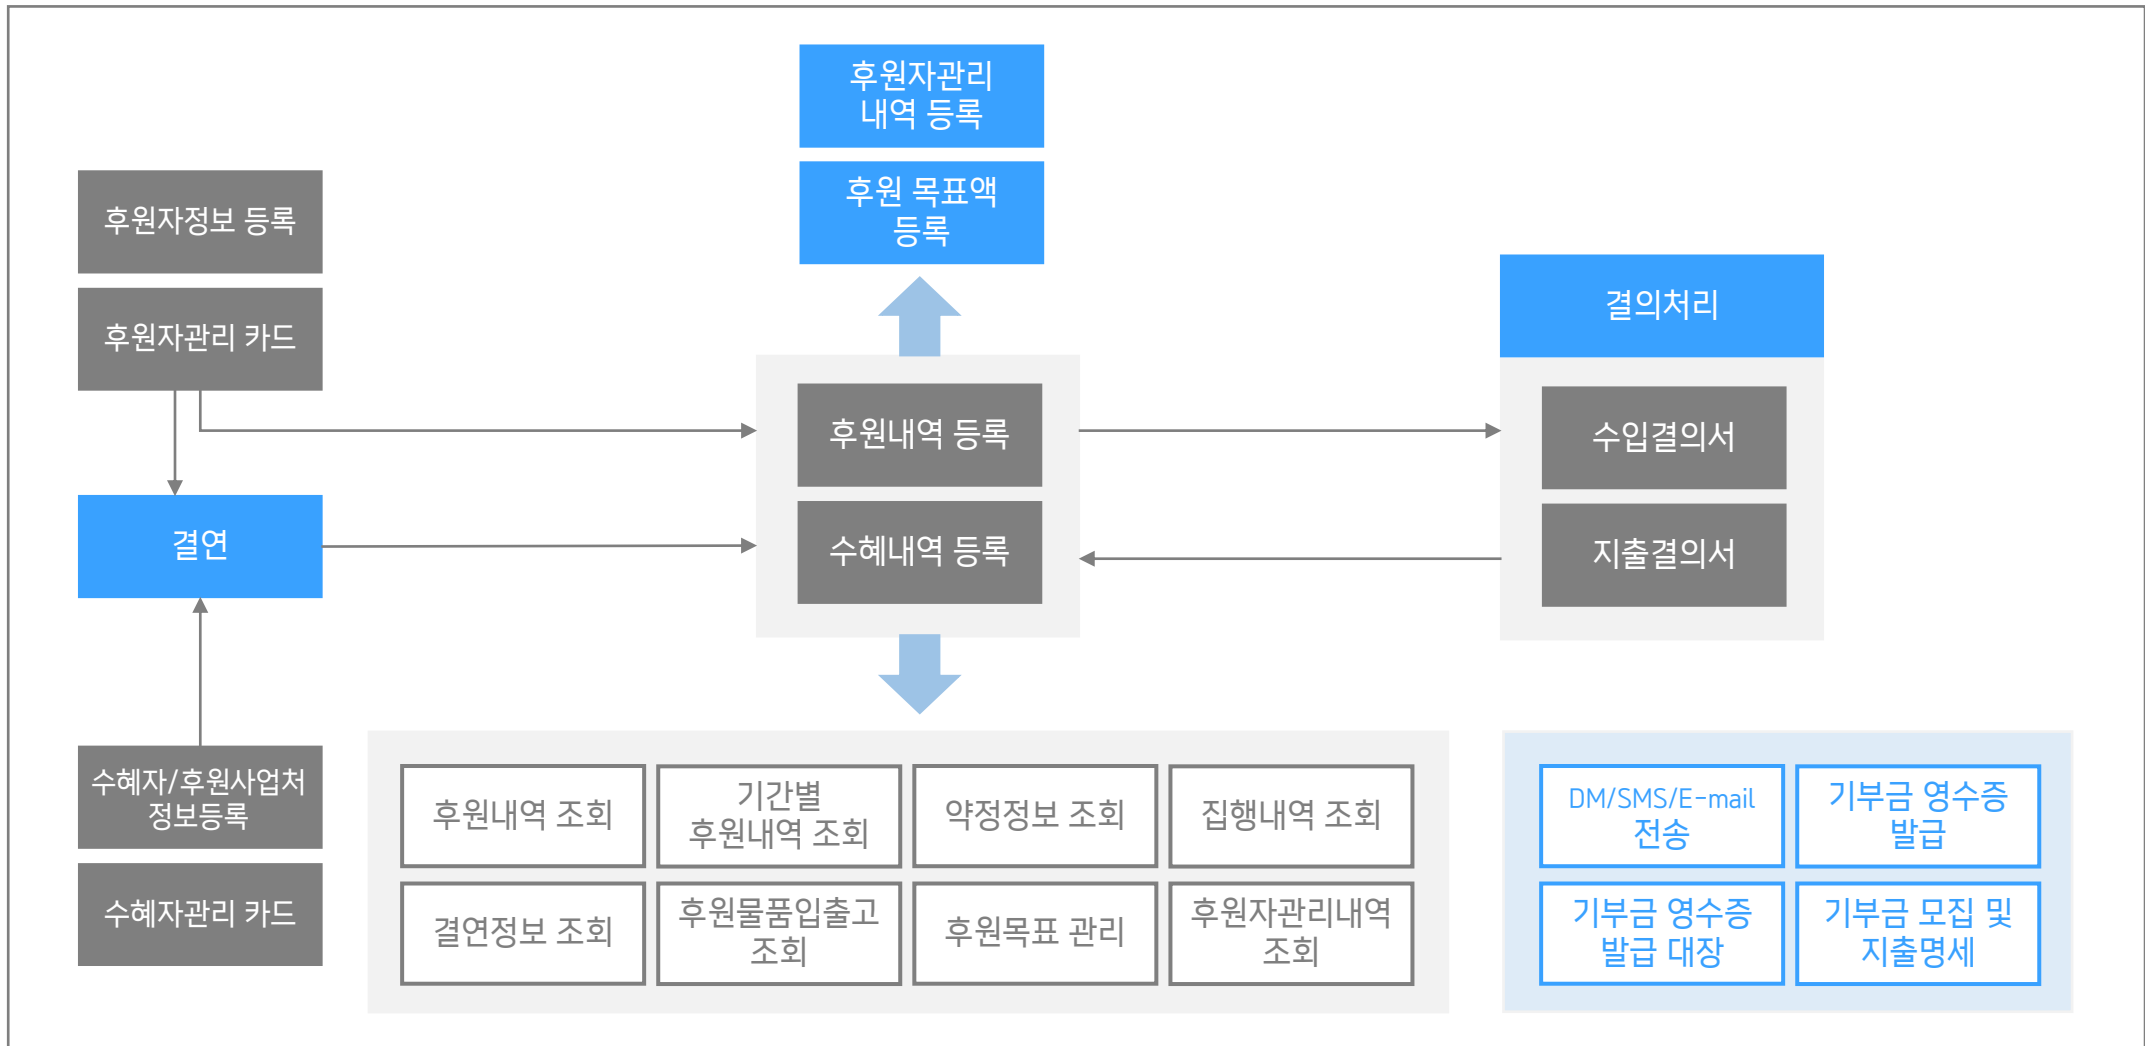 후원자관리
내역 등록
후원 목표액
등록
후원자정보 등록
후원자관리 카드
결연
수혜자/후원사업처
정보등록
수혜자관리 카드
후원내역 등록
수혜내역 등록
결의처리
수입결의서
지출결의서
후원내역 조회
기간별
후원내역 조회
약정정보 조회
집행내역 조회
결연정보 조회
후원물품입출고
조회
후원목표 관리
후원자관리내역
조회
DM/SMS/E-mail
전송
기부금 영수증
발급
기부금 영수증
발급 대장
기부금 모집 및
지출명세